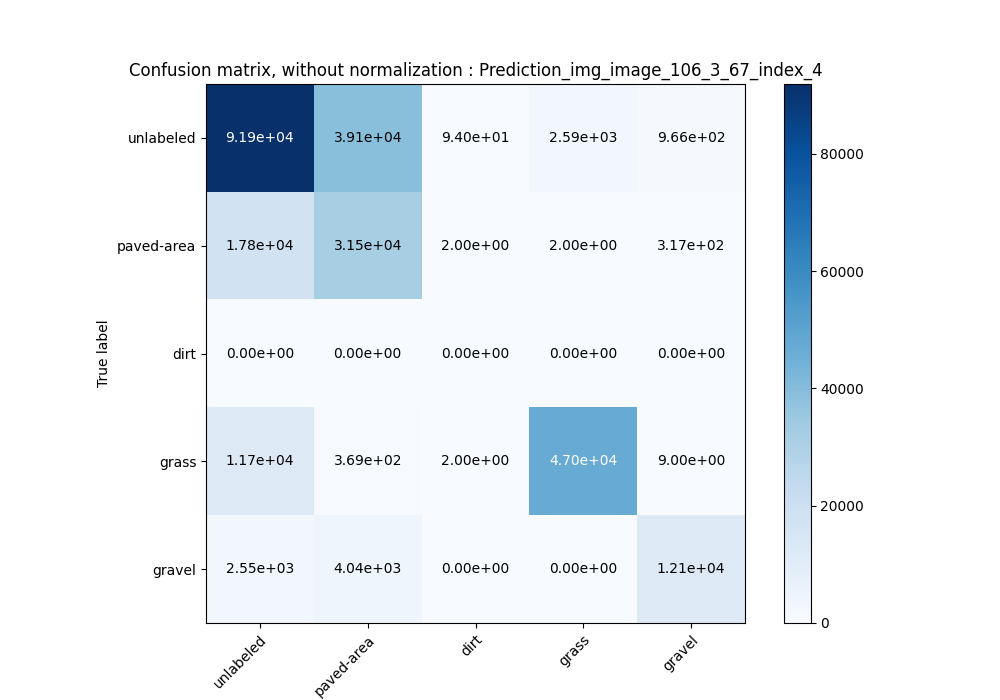 Confusion matrix, without normalization : Prediction_img_image_106_3_67_index_4
unlabeled 9.19e+04 3.91e+04 9.40e+01 2.59e+03 9.66e+02
paved-area 1.78e+04 3.15e+04 2.00e+00 2.00e+00 3.17e+02
dirt 0.00e+00 0.00e+00 0.00e+00 0.00e+00 0.00e+00
grass 1.17e+04 3.69e+02 2.00e+00 4.70e+04 9.00e+00
gravel 2.55e+03 4.04e+03 0.00e+00 0.00e+00 1.21e+04
True label
unlabeled
paved-area
dirt
grass
gravel
80000
60000
40000
20000
0